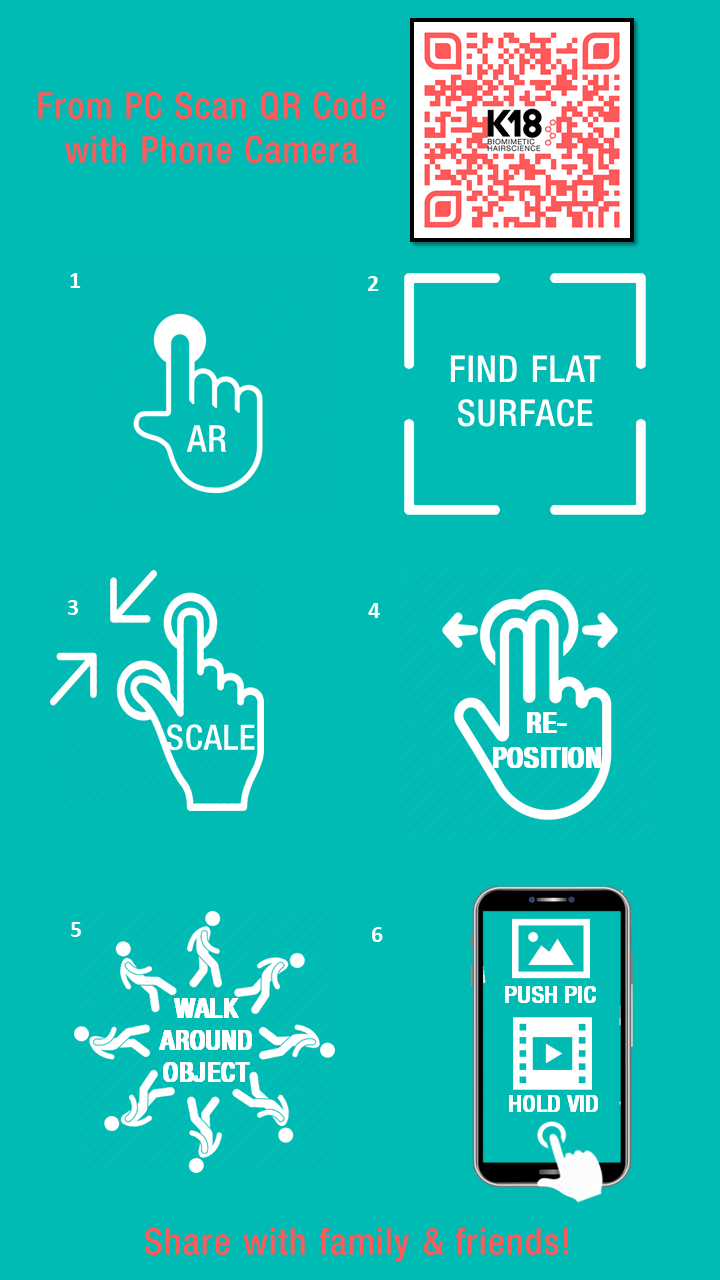 From PC Scan QR Code
with Phone Camera
K18
BIOMIMETIC
HAIRSCIENCE
1
AR
2
FIND FLAT
SURFACE
3
SCALE
4
RE-
POSITION
5
WALK
AROUND
OBJECT
6
PUSH PIC
HOLD VID
Share with family & friends!